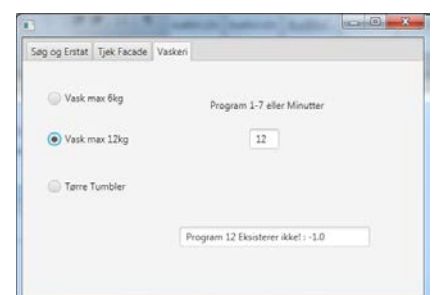 Søg og Erstat Tjek Facade Vaskeri
Vask max 6kg
Program 1-7 eller Minutter
Vask max 12kg
12
Tørre Tumbler
Program 12 Eksisterer ikke! : -1.0